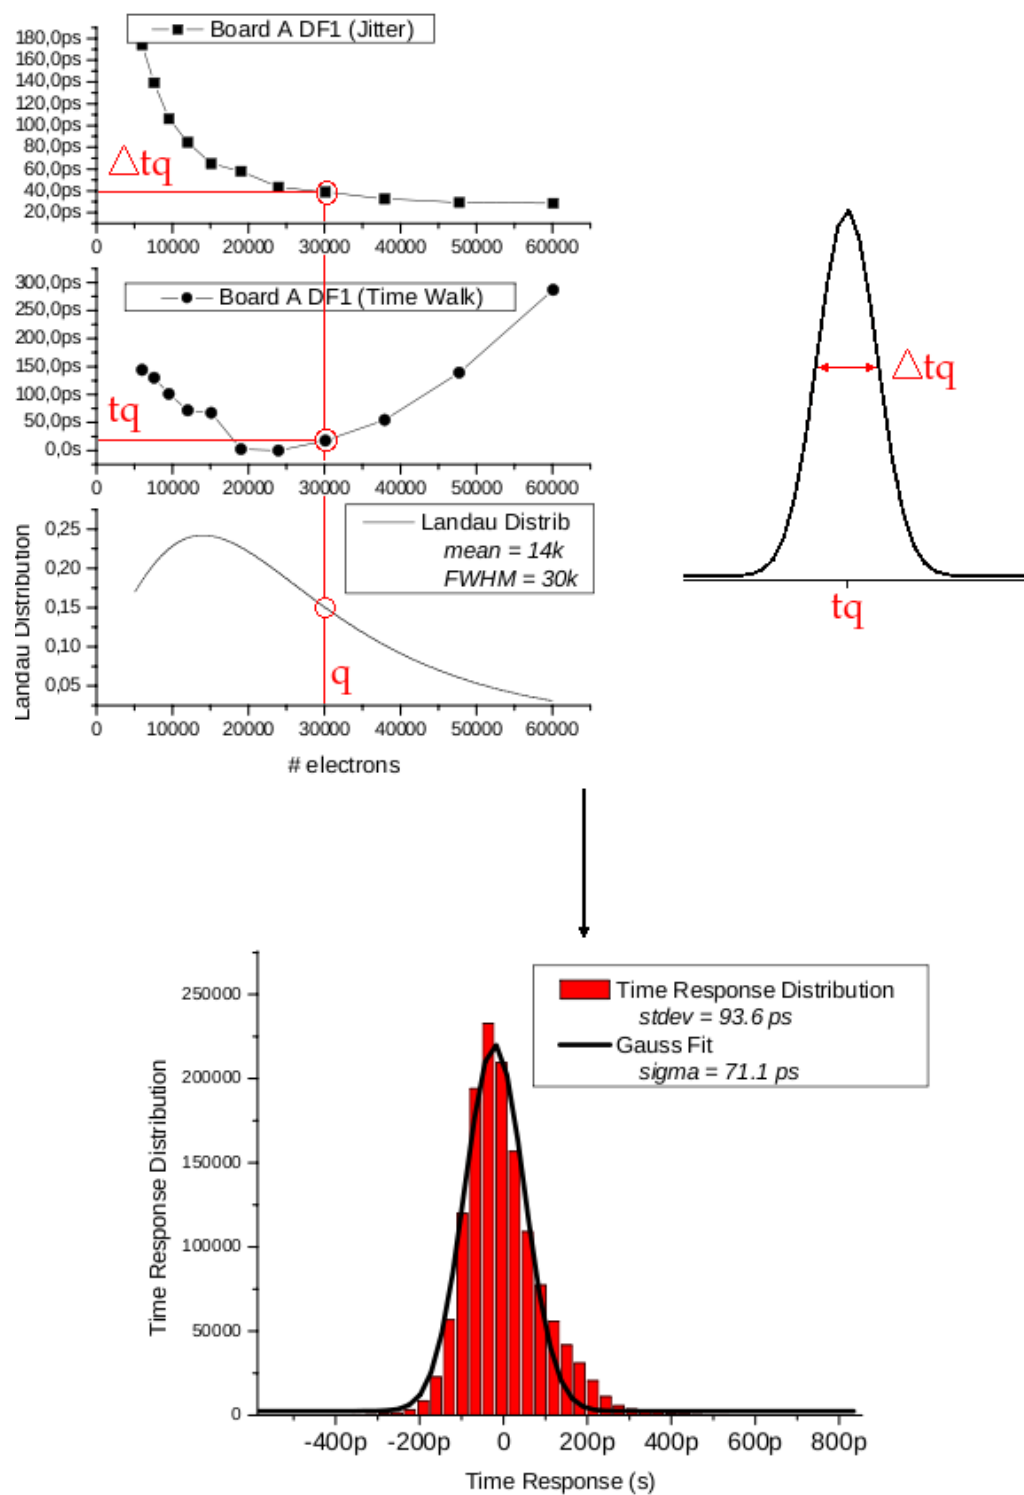 Board A DF1 (Jitter)
180,0ps
160,0ps
140,0ps
120,0ps
100,0ps
80,0ps
60,0ps
40,0ps
20,0ps
△tq
0 10000 20000 30000 40000 50000 60000
Board A DF1 (Time Walk)
300,0ps
250,0ps
200,0ps
150,0ps
100,0ps
50,0ps
0,0s
tq
0 10000 20000 30000 40000 50000 60000
△tq
tq
Landau Distrib
mean = 14k
FWHM = 30k
Landau Distribution
0,25
0,20
0,15
0,10
0,05
q
0 10000 20000 30000 40000 50000 60000
# electrons
Time Response Distribution
stdev = 93.6 ps
Gauss Fit
sigma = 71.1 ps
Time Response Distribution
250000
200000
150000
100000
50000
0
-400p -200p 0 200p 400p 600p 800p
Time Response (s)